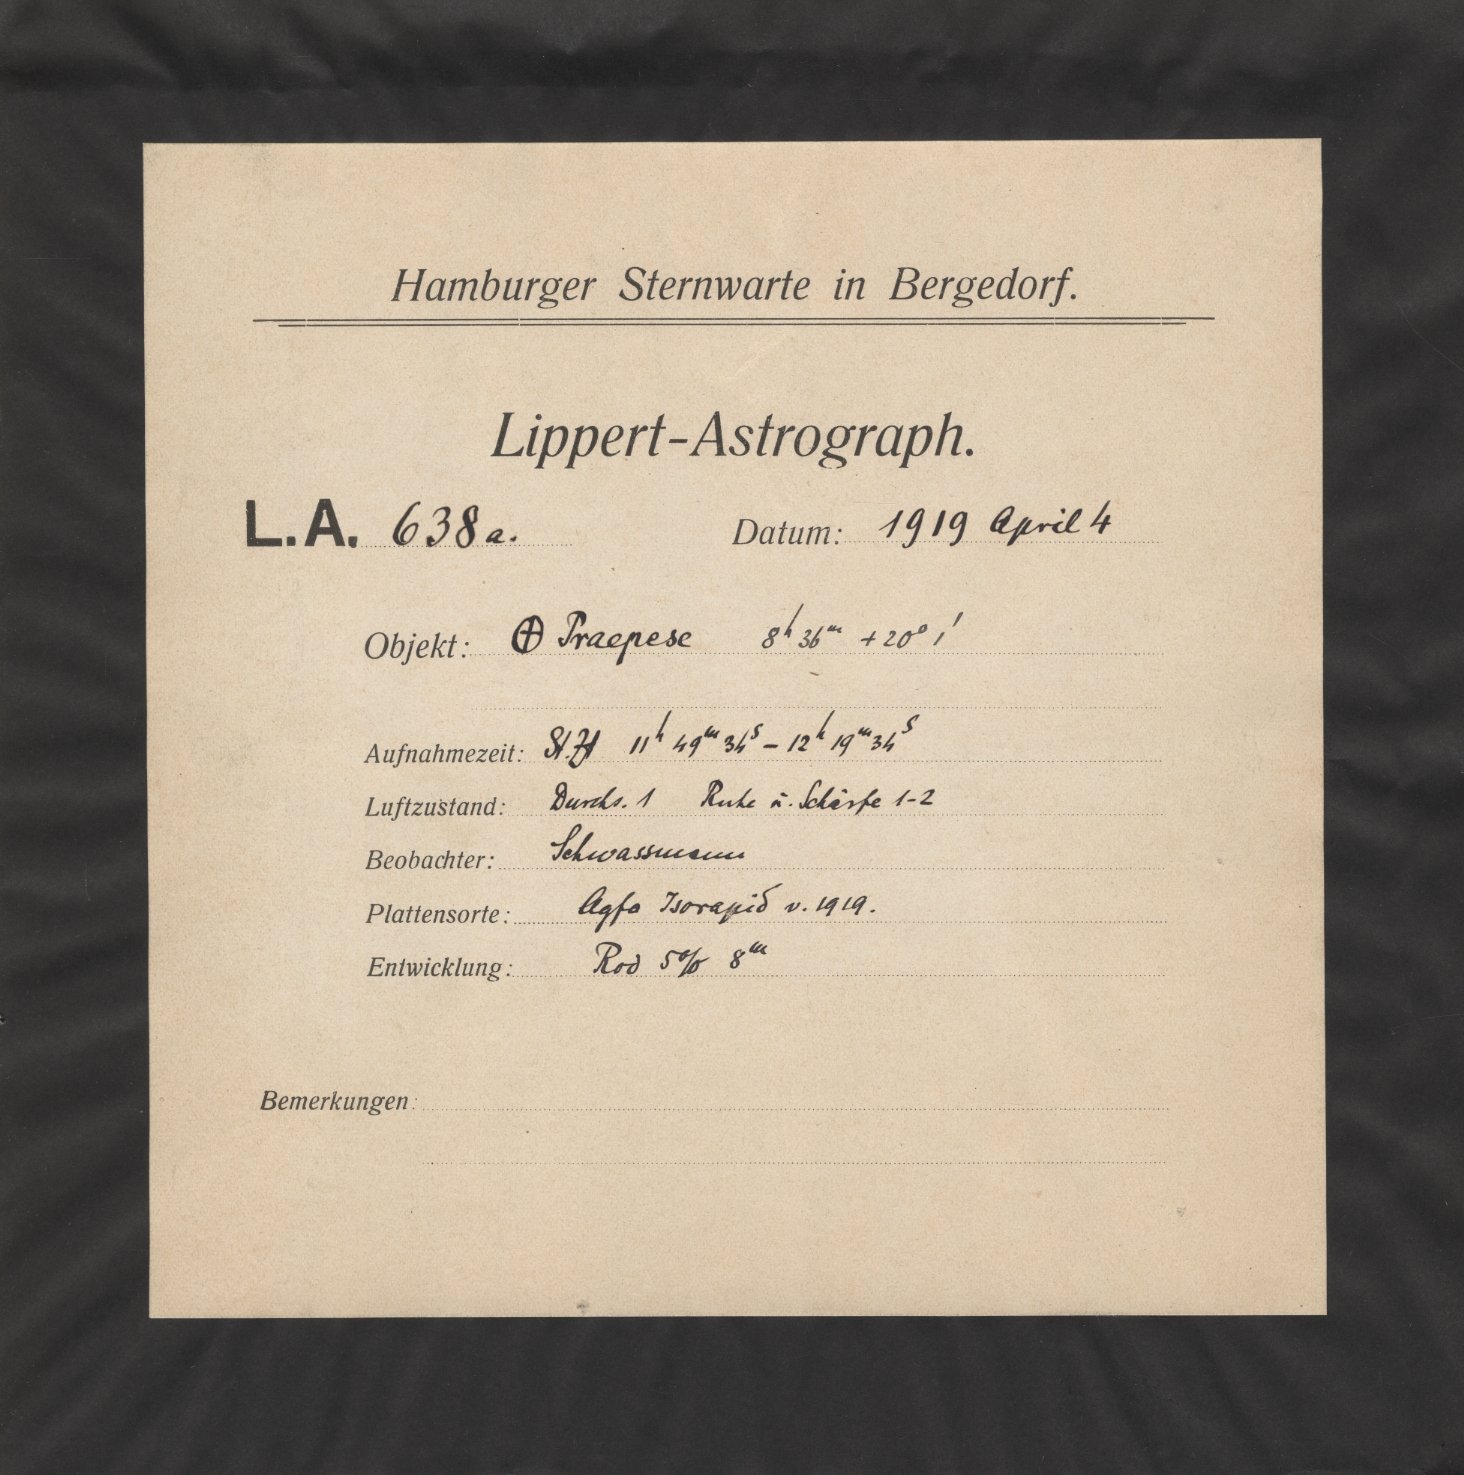 Hamburger Sternwarte in Bergedorf.
Lippert-Astrograph.
L.A. 638a. Datum: 1919 April 4
Objekt: ⊕ Praepese 8h 36m +20° 1'
Aufnahmezeit: St.Zt 11h 49m 34s – 12h 19m 34s
Luftzustand: Durchs. 1 Ruhe u. Schärfe 1-2
Beobachter: Schwassmann
Plattensorte: Agfa Isorapid v. 1919.
Entwicklung: Rod 5% 8m
Bemerkungen: